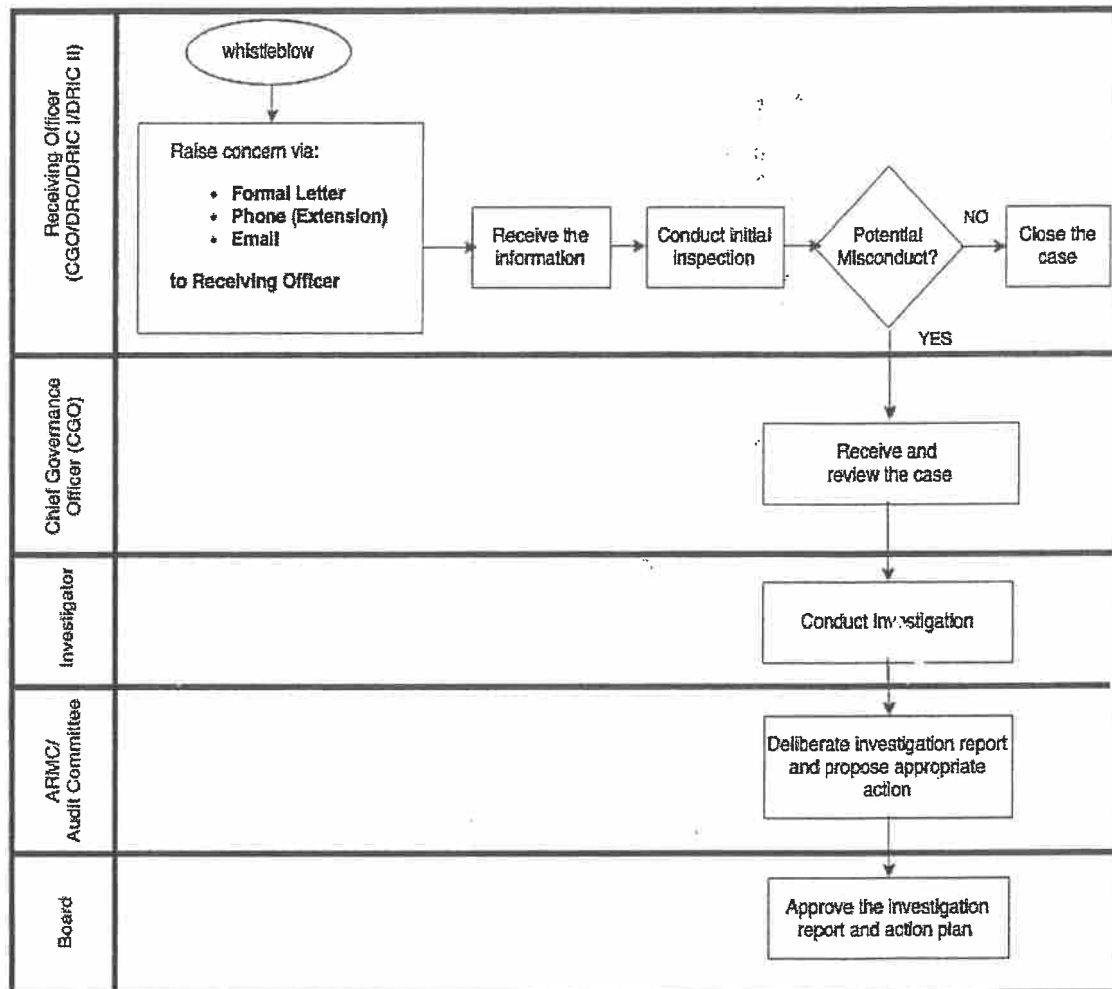 Receiving Officer
(CGO/DRO/DRIC I/DRIC II)
whistleblow
Raise concern via:
• Formal Letter
• Phone (Extension)
• Email
to Receiving Officer
Receive the
information
Conduct initial
inspection
Potential
Misconduct?
NO
Close the
case
YES
Chief Governance
Officer (CGO)
Receive and
review the case
Investigator
Conduct Investigation
ARMC/
Audit Committee
Deliberate investigation report
and propose appropriate
action
Board
Approve the investigation
report and action plan